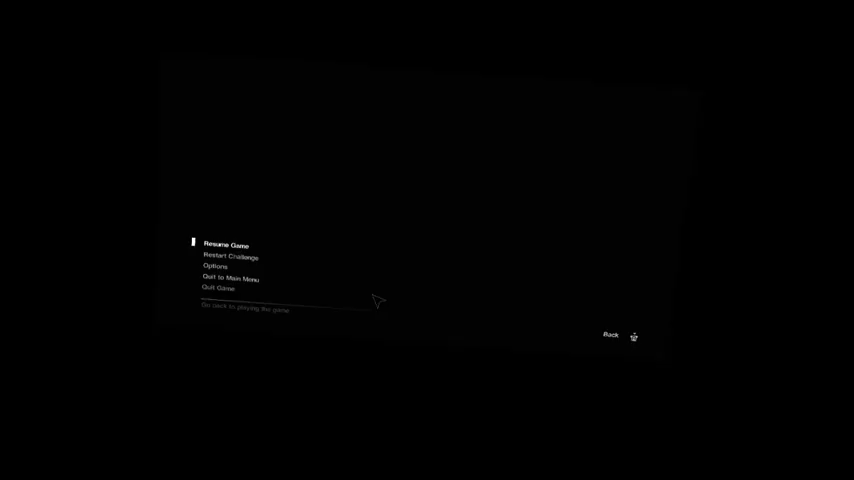 Resume Game
Restart Challenge
Options
Quit to Main Menu
Quit Game
Go back to playing the game
Back